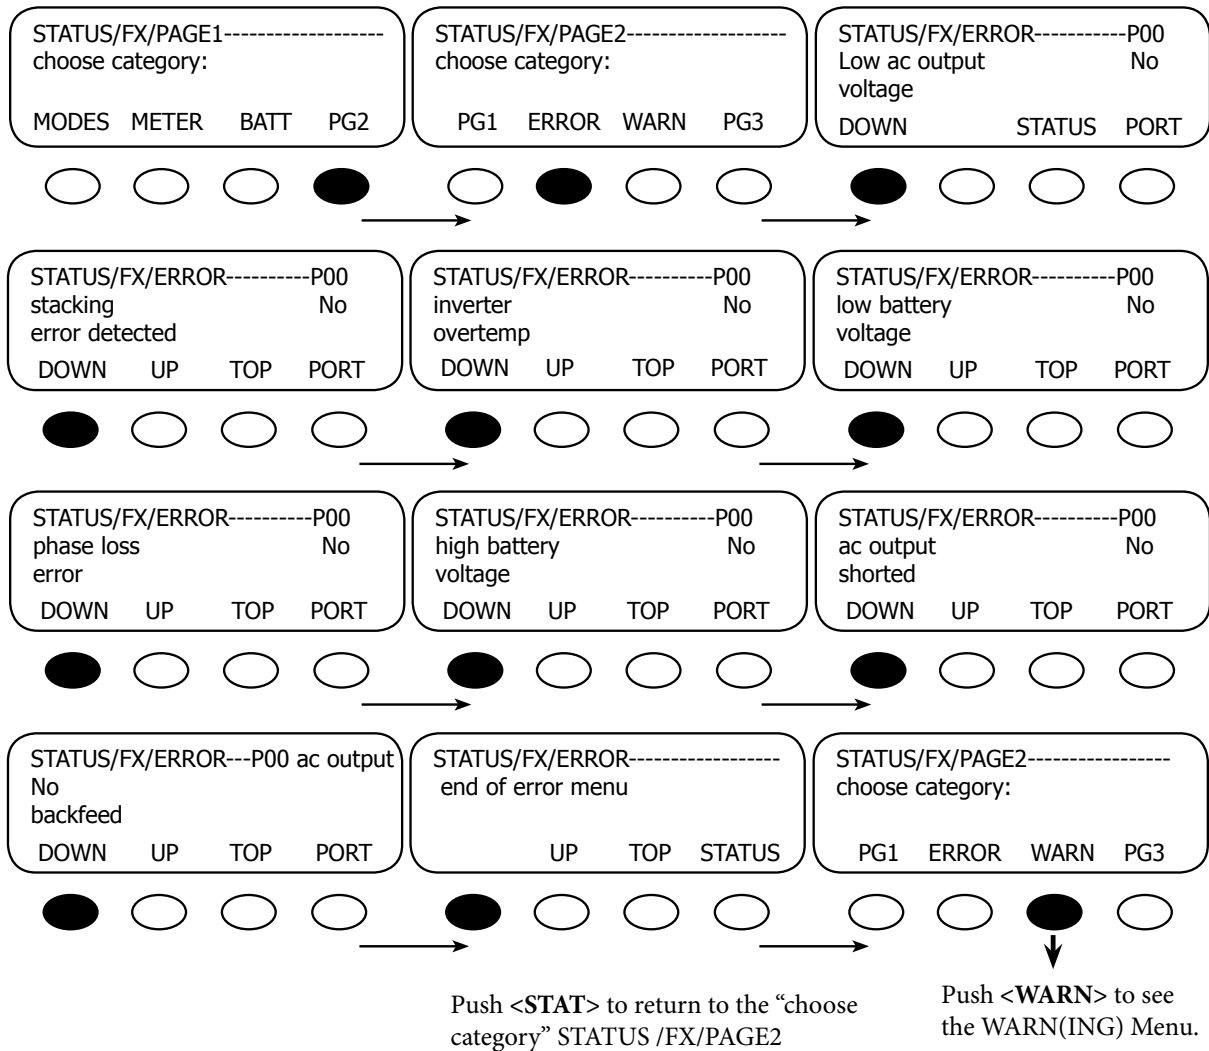 STATUS/FX/PAGE1-------------------
choose category:
MODES METER BATT PG2
STATUS/FX/PAGE2-------------------
choose category:
PG1 ERROR WARN PG3
STATUS/FX/ERROR-----------P00
Low ac output No
voltage
DOWN STATUS PORT
STATUS/FX/ERROR----------P00
stacking No
error detected
DOWN UP TOP PORT
STATUS/FX/ERROR----------P00
inverter No
overtemp
DOWN UP TOP PORT
STATUS/FX/ERROR----------P00
low battery No
voltage
DOWN UP TOP PORT
STATUS/FX/ERROR----------P00
phase loss No
error
DOWN UP TOP PORT
STATUS/FX/ERROR----------P00
high battery No
voltage
DOWN UP TOP PORT
STATUS/FX/ERROR----------P00
ac output No
shorted
DOWN UP TOP PORT
STATUS/FX/ERROR---P00 ac output
No
backfeed
DOWN UP TOP PORT
STATUS/FX/ERROR------------------
end of error menu
UP TOP STATUS
STATUS/FX/PAGE2-----------------
choose category:
PG1 ERROR WARN PG3
Push <STAT> to return to the “choose
category” STATUS /FX/PAGE2
Push <WARN> to see
the WARN(ING) Menu.